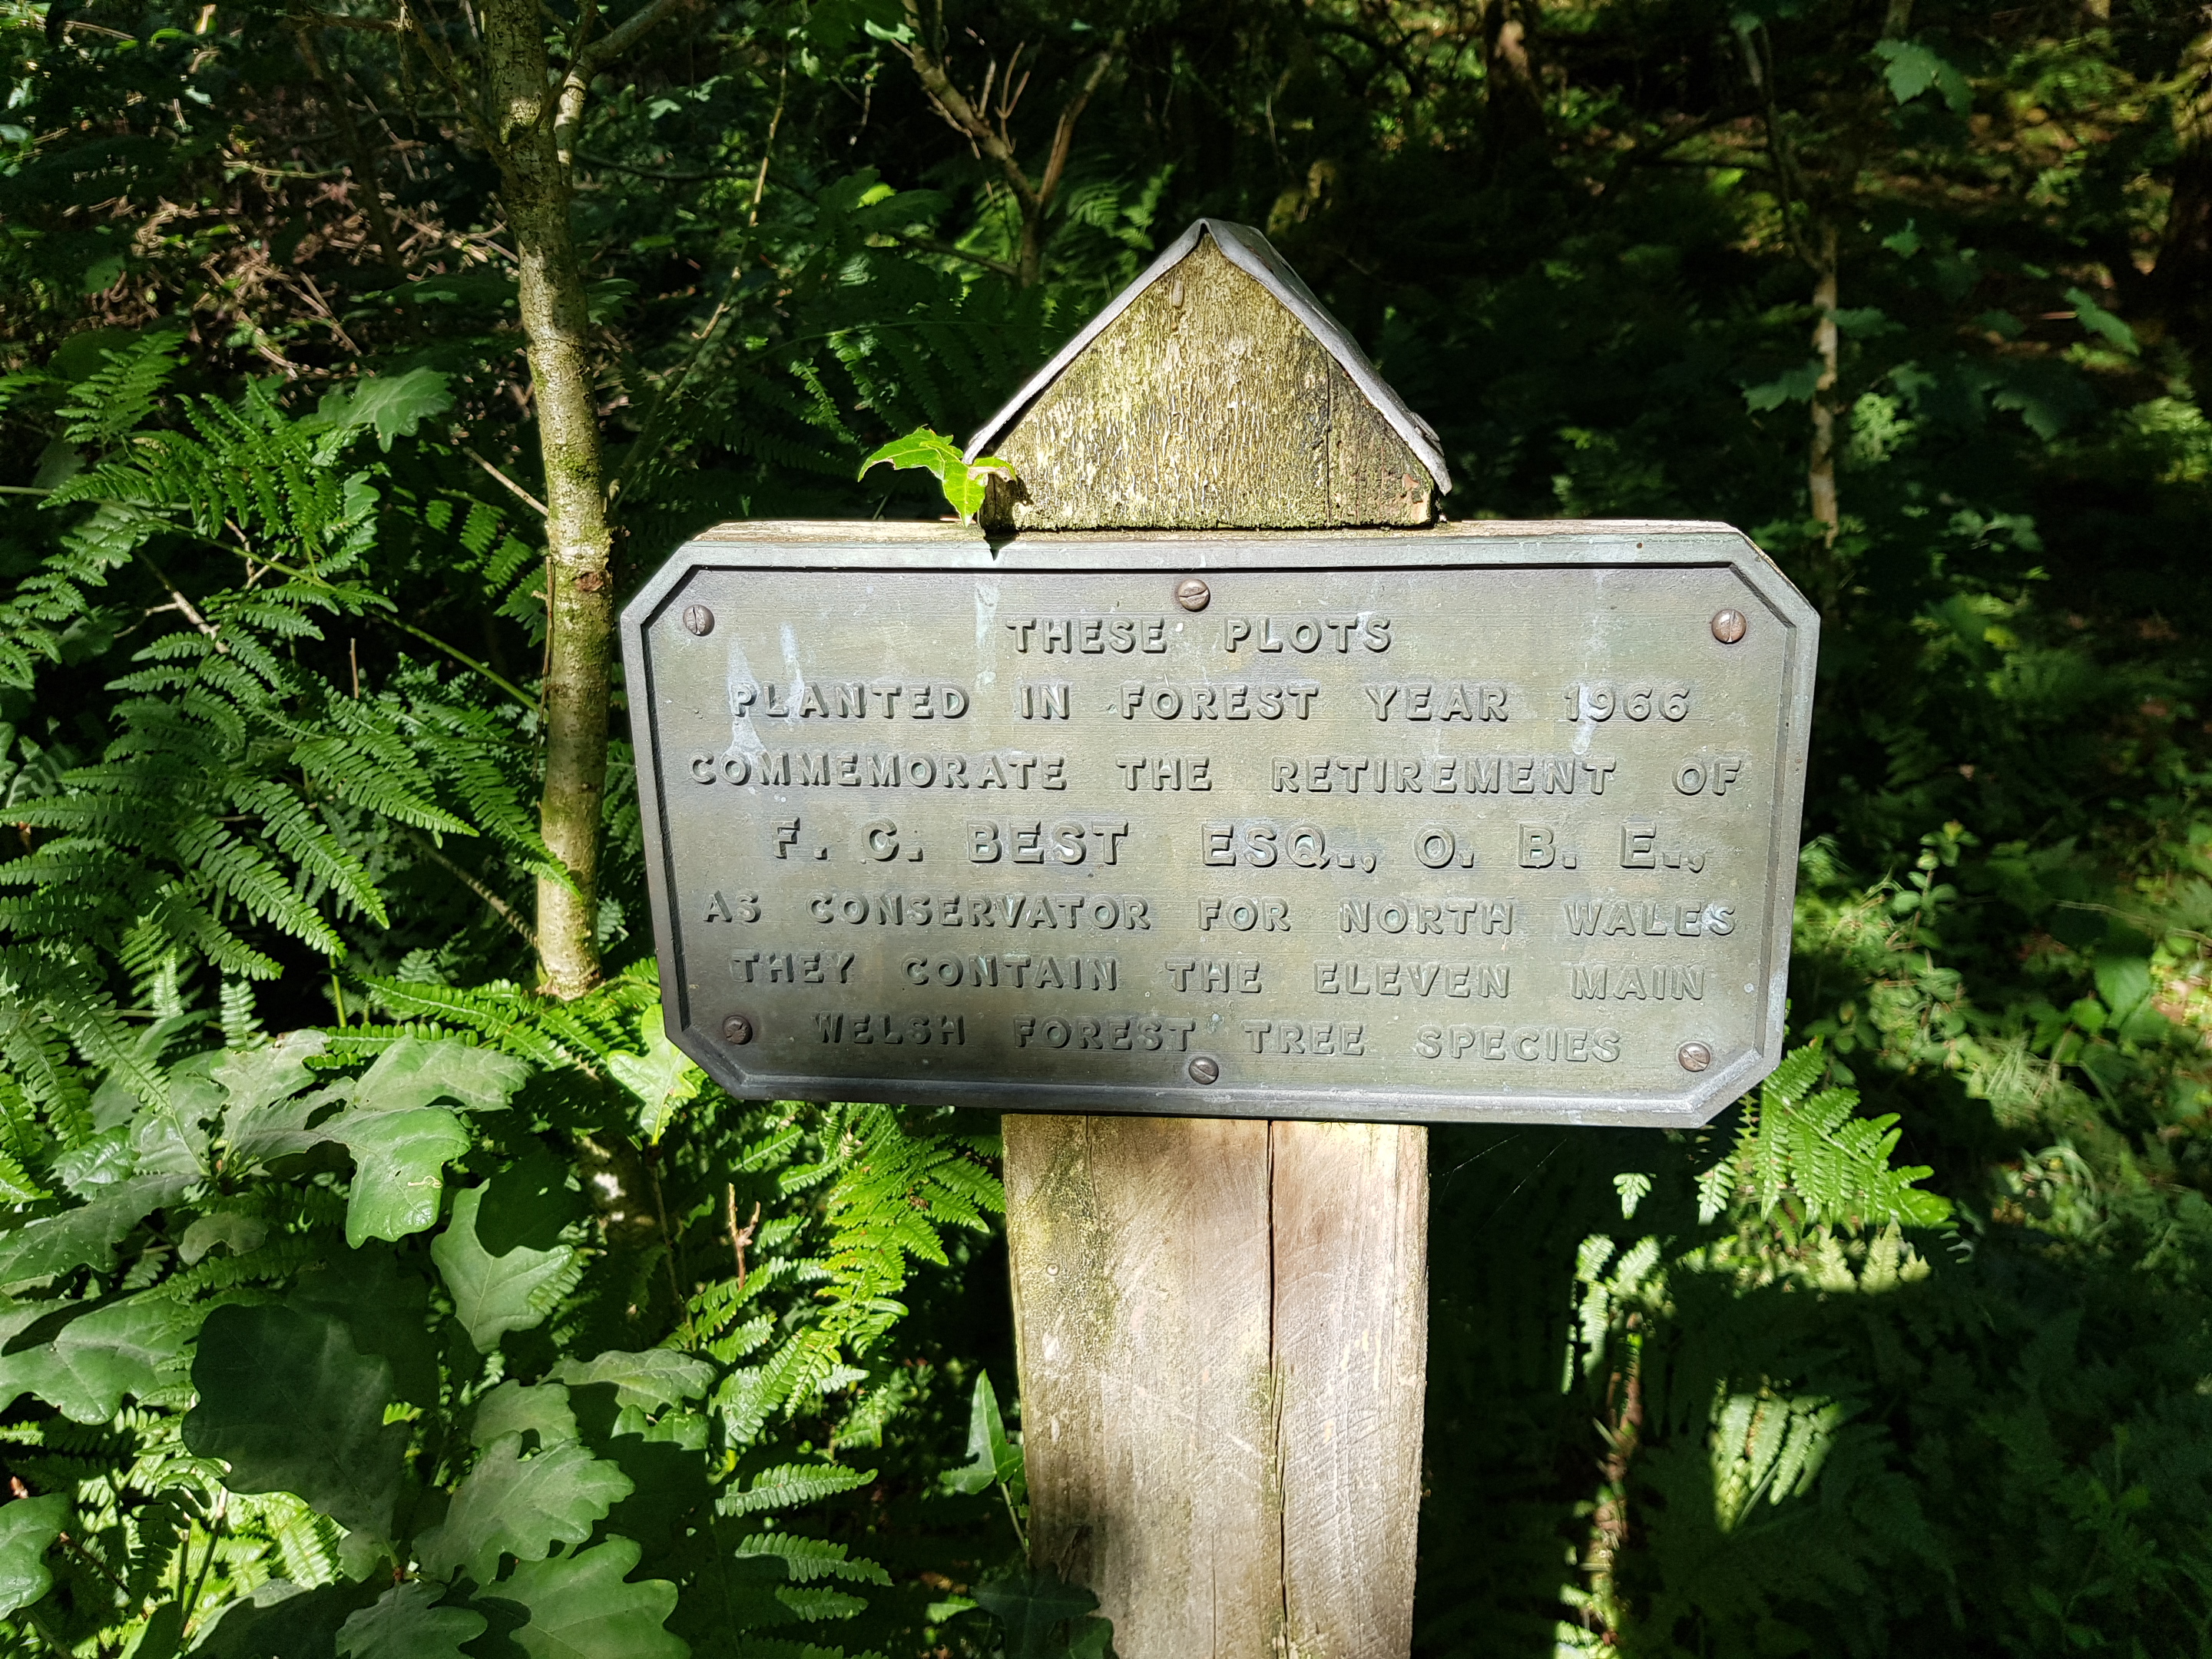 THESE PLOTS
PLANTED IN FOREST YEAR 1966
COMMEMORATE THE RETIREMENT OF
F. C. BEST ESQ., O. B. E.,
AS CONSERVATOR FOR NORTH WALES
THEY CONTAIN THE ELEVEN MAIN
WELSH FOREST TREE SPECIES